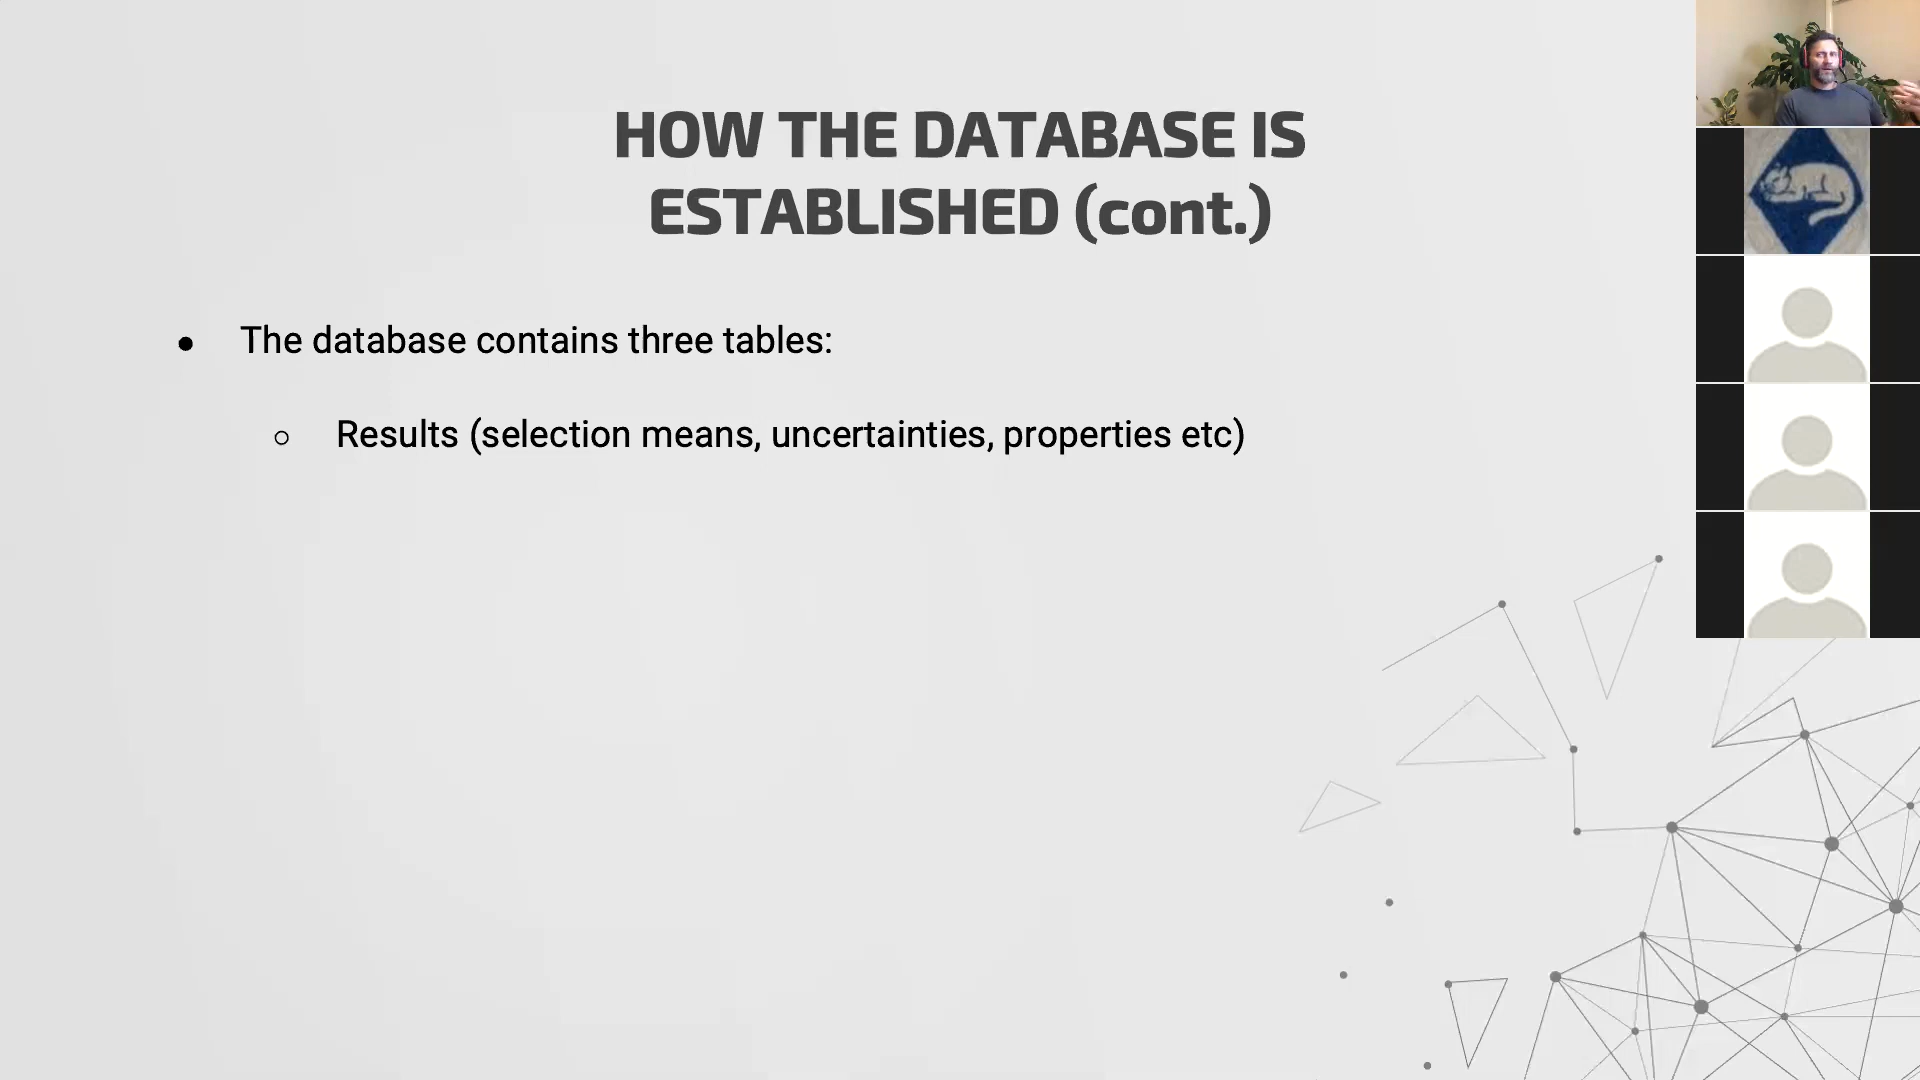 HOW THE DATABASE IS
ESTABLISHED (cont.)
● The database contains three tables:
○ Results (selection means, uncertainties, properties etc)